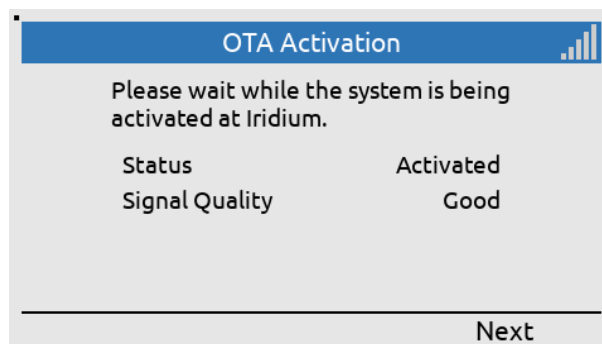 OTA Activation
Please wait while the system is being
activated at Iridium.
Status Activated
Signal Quality Good
Next